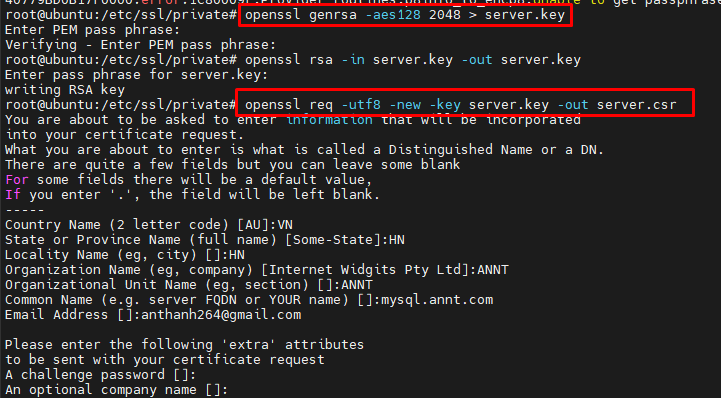 root@ubuntu:/etc/ssl/private# openssl genrsa -aes128 2048 > server.key
Enter PEM pass phrase:
Verifying - Enter PEM pass phrase:
root@ubuntu:/etc/ssl/private# openssl rsa -in server.key -out server.key
Enter pass phrase for server.key:
writing RSA key
root@ubuntu:/etc/ssl/private# openssl req -utf8 -new -key server.key -out server.csr
You are about to be asked to enter information that will be incorporated
into your certificate request.
What you are about to enter is what is called a Distinguished Name or a DN.
There are quite a few fields but you can leave some blank
For some fields there will be a default value,
If you enter '.', the field will be left blank.
-----
Country Name (2 letter code) [AU]:VN
State or Province Name (full name) [Some-State]:HN
Locality Name (eg, city) []:HN
Organization Name (eg, company) [Internet Widgits Pty Ltd]:ANNT
Organizational Unit Name (eg, section) []:ANNT
Common Name (e.g. server FQDN or YOUR name) []:mysql.annt.com
Email Address []:anthanh264@gmail.com
Please enter the following 'extra' attributes
to be sent with your certificate request
A challenge password []:
An optional company name []: